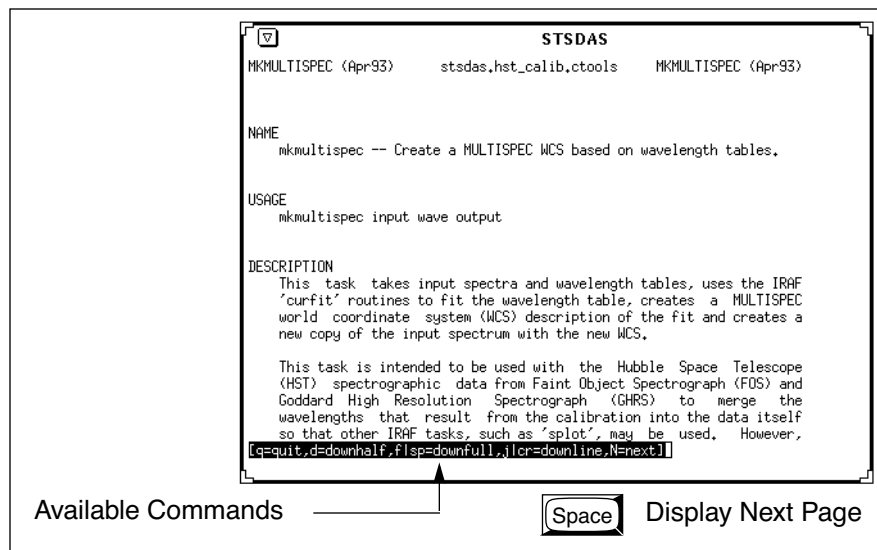 STSDAS
MKMULTISPEC (Apr93) stsdas.hst_calib.ctools MKMULTISPEC (Apr93)
NAME
mkmultispec -- Create a MULTISPEC WCS based on wavelength tables.
USAGE
mkmultispec input wave output
DESCRIPTION
This task takes input spectra and wavelength tables, uses the IRAF
'curfit' routines to fit the wavelength table, creates a MULTISPEC
world coordinate system (WCS) description of the fit and creates a
new copy of the input spectrum with the new WCS.
This task is intended to be used with the Hubble Space Telescope
(HST) spectrographic data from Faint Object Spectrograph (FOS) and
Goddard High Resolution Spectrograph (GHRS) to merge the
wavelengths that result from the calibration into the data itself
so that other IRAF tasks, such as 'splot', may be used. However,
[q=quit,d=downhalf,f|sp=downfull,j|cr=downline,N=next]
Available Commands
Space Display Next Page